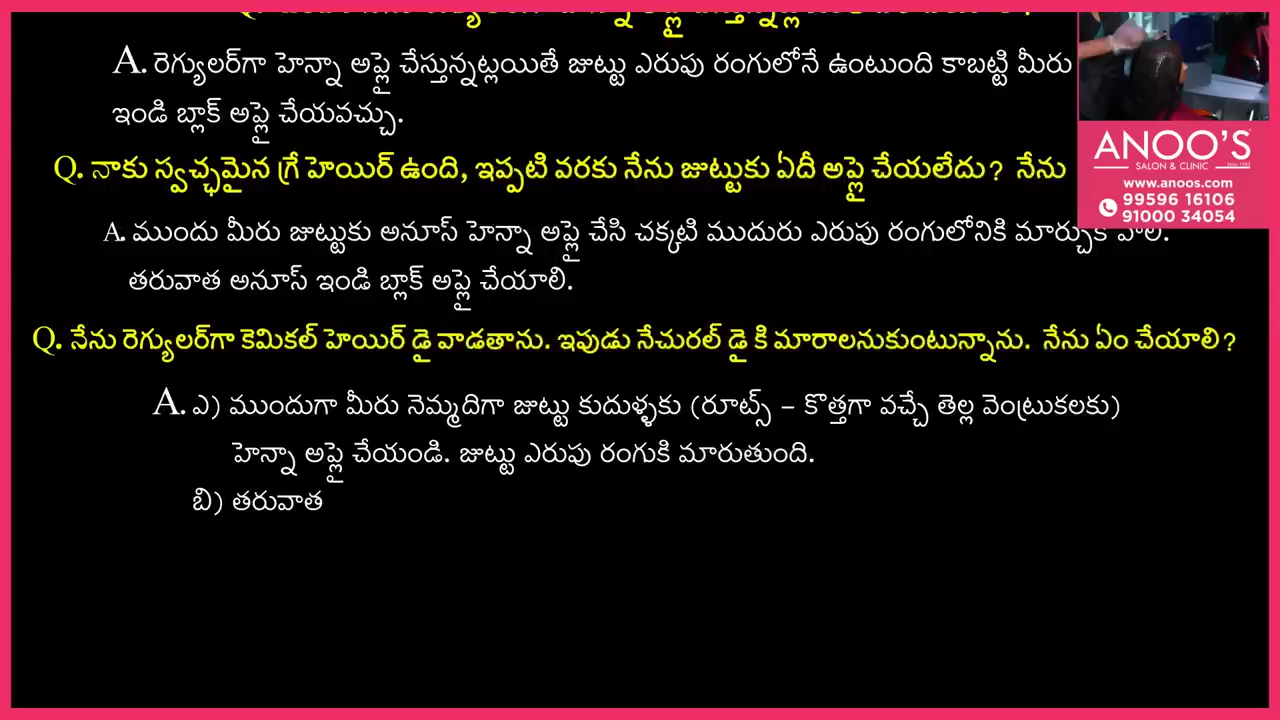 A. రెగ్యులర్‌గా హెన్నా అప్లై చేస్తున్నట్లయితే జుట్టు ఎరుపు రంగులోనే ఉంటుంది కాబట్టి మీరు
ఇండి బ్లాక్ అప్లై చేయవచ్చు.
Q. నాకు స్వచ్ఛమైన గ్రే హెయిర్ ఉంది, ఇప్పటి వరకు నేను జుట్టుకు ఏదీ అప్లై చేయలేదు? నేను
A. ముందు మీరు జుట్టుకు అనూస్ హెన్నా అప్లై చేసి చక్కటి ముదురు ఎరుపు రంగులోనికి
తరువాత అనూస్ ఇండి బ్లాక్ అప్లై చేయాలి.
Q. నేను రెగ్యులర్‌గా కెమికల్ హెయిర్ డై వాడతాను. ఇపుడు నేచురల్ డై కి మారాలనుకుంటున్నాను. నేను ఏం చేయాలి?
A. ఎ) ముందుగా మీరు నెమ్మదిగా జుట్టు కుదుళ్ళకు (రూట్స్ – కొత్తగా వచ్చే తెల్ల వెంట్రుకలకు)
హెన్నా అప్లై చేయండి. జుట్టు ఎరుపు రంగుకి మారుతుంది.
బి) తరువాత
ANOO'S
SALON & CLINIC
www.anoos.com
99596 16106
91000 34054